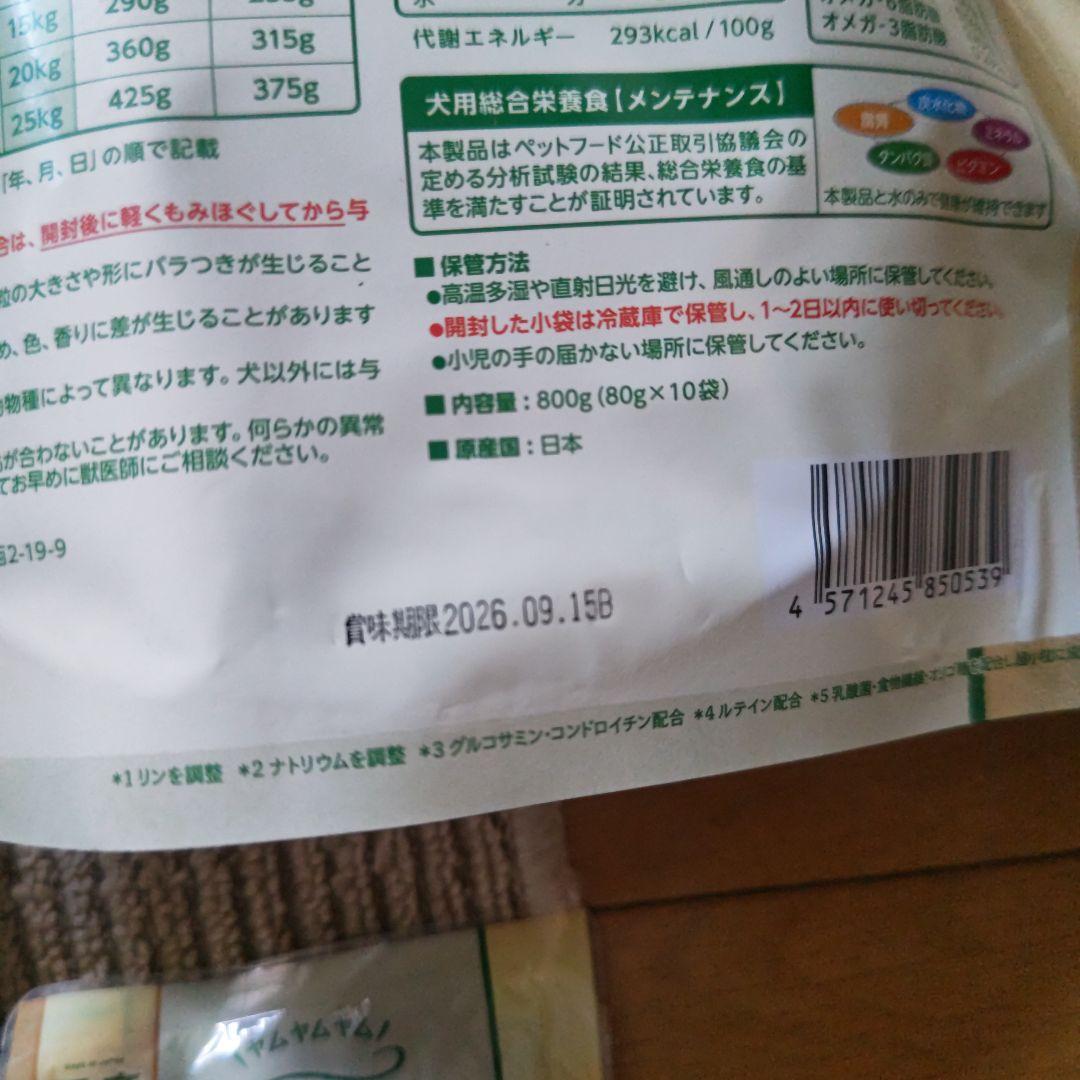 15kg 290g
20kg 360g 315g
25kg 425g 375g
「年、月、日」の順で記載
合は、開封後に軽くもみほぐしてから与
粒の大きさや形にバラつきが生じること
め、色、香りに差が生じることがあります
物種によって異なります。犬以外には与
が合わないことがあります。何らかの異常
てお早めに獣医師にご相談ください。
2-19-9
分
代謝エネルギー 293kcal/100g
オメガ-6脂肪酸
オメガ-3脂肪酸
犬用総合栄養食【メンテナンス】
本製品はペットフード公正取引協議会の
定める分析試験の結果、総合栄養食の基
準を満たすことが証明されています。
炭水化物
脂質
ミネラル
タンパク質
ビタミン
本製品と水のみで健康が維持できます
■ 保管方法
●高温多湿や直射日光を避け、風通しのよい場所に保管してください。
●開封した小袋は冷蔵庫で保管し、1〜2日以内に使い切ってください。
●小児の手の届かない場所に保管してください。
■ 内容量：800g(80g×10袋)
■ 原産国：日本
4 571245 850539
賞味期限2026.09.15B
*1リンを調整 *2ナトリウムを調整 *3グルコサミン・コンドロイチン配合 *4ルテイン配合 *5乳酸菌・食物繊維・オリゴ糖を配合し
ヤムヤムヤム